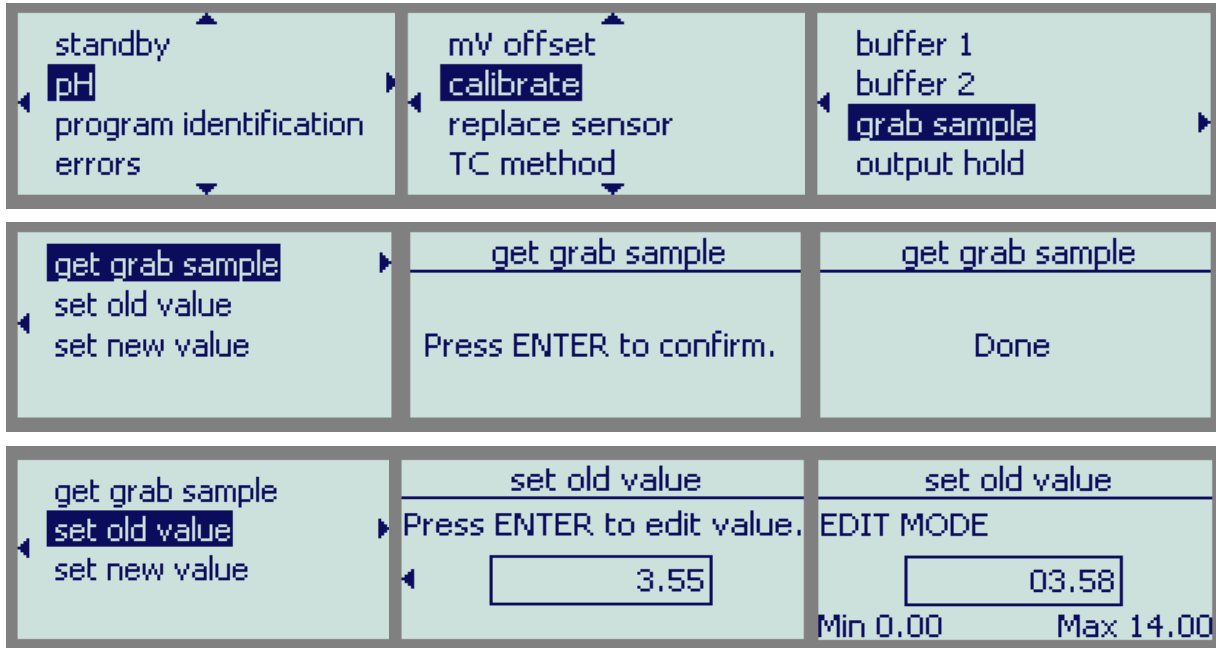 standby
pH
program identification
errors
mV offset
calibrate
replace sensor
TC method
buffer 1
buffer 2
grab sample
output hold
get grab sample
set old value
set new value
get grab sample
Press ENTER to confirm.
get grab sample
Done
get grab sample
set old value
set new value
set old value
Press ENTER to edit value.
3.55
set old value
EDIT MODE
03.58
Min 0.00 Max 14.00